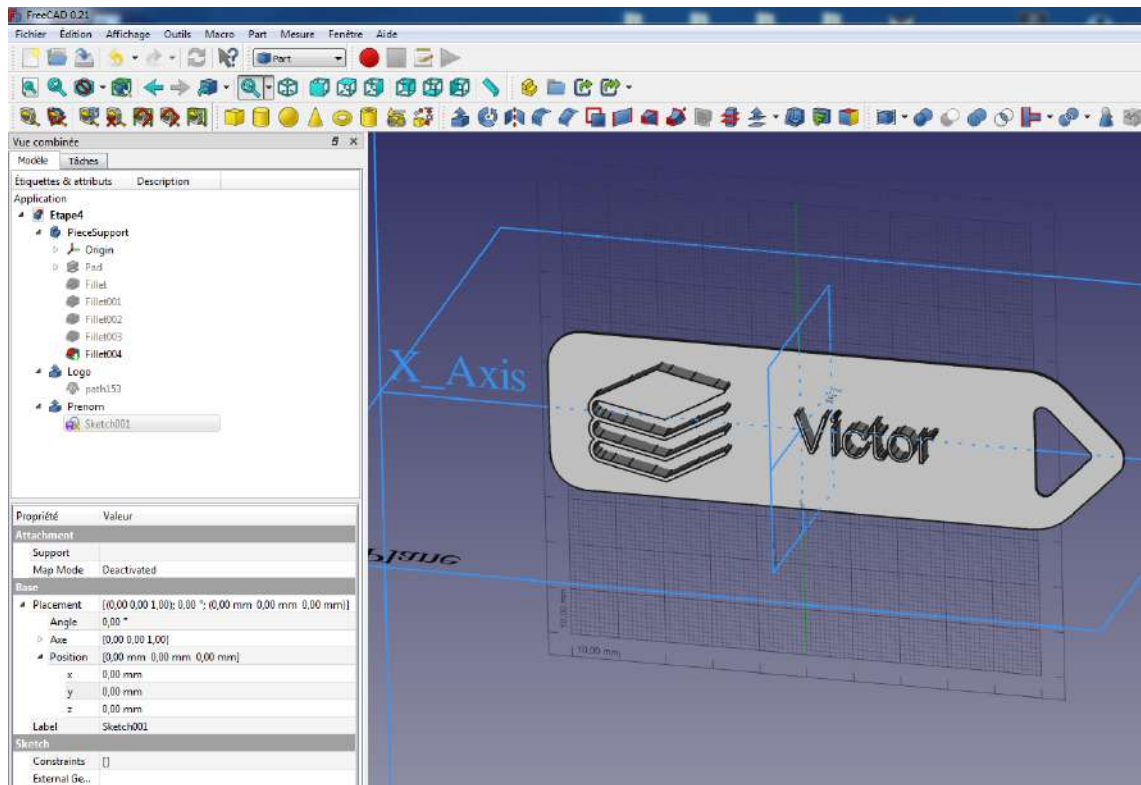 FreeCAD 0.21
Fichier Édition Affichage Outils Macro Part Mesure Fenêtre Aide
Part
Vue combinée
Modèle Tâches
Étiquettes & attributs Description
Application
Etape4
PieceSupport
Origin
Pad
Fillet
Fillet001
Fillet002
Fillet003
Fillet004
Logo
path153
Prenom
Sketch001
Propriété Valeur
Attachment
Support
Map Mode Deactivated
Base
Placement [(0,00 0,00 1,00); 0,00 °; (0,00 mm 0,00 mm 0,00 mm)]
Angle 0,00 °
Axe [0,00 0,00 1,00]
Position [0,00 mm 0,00 mm 0,00 mm]
x 0,00 mm
y 0,00 mm
z 0,00 mm
Label Sketch001
Sketch
Constraints []
External Ge...
X_Axis
Victor
Plane
10,00 mm
10,00 mm